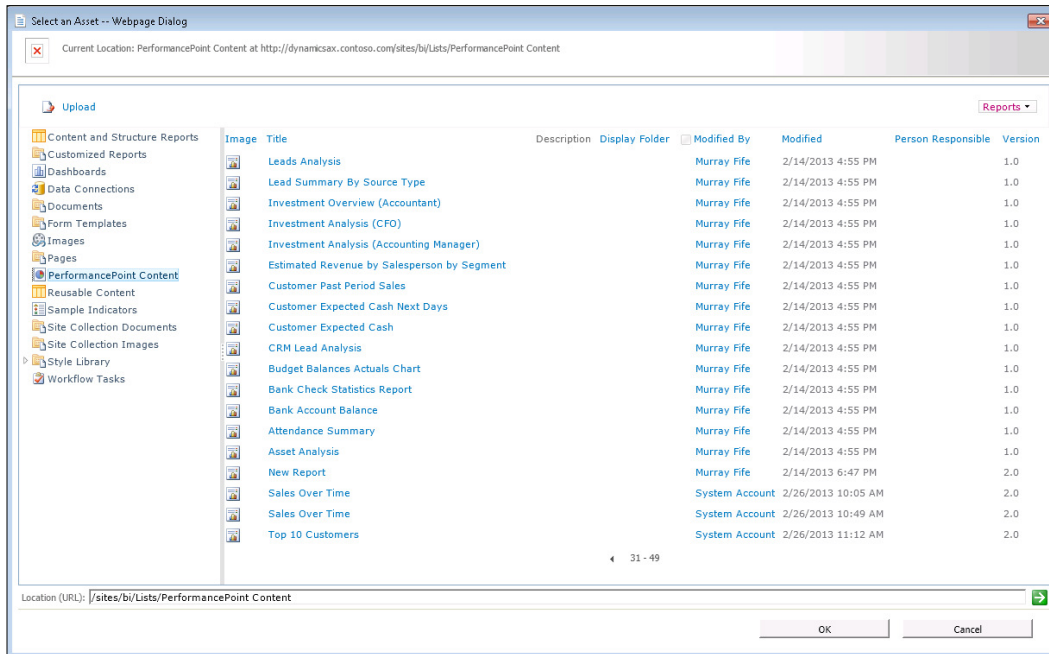 Select an Asset -- Webpage Dialog
Current Location: PerformancePoint Content at http://dynamicsax.contoso.com/sites/bi/Lists/PerformancePoint Content
Upload
Reports
Content and Structure Reports
Customized Reports
Dashboards
Data Connections
Documents
Form Templates
Images
Pages
PerformancePoint Content
Reusable Content
Sample Indicators
Site Collection Documents
Site Collection Images
Style Library
Workflow Tasks
Image Title Description Display Folder Modified By Modified Person Responsible Version
Leads Analysis Murray Fife 2/14/2013 4:55 PM 1.0
Lead Summary By Source Type Murray Fife 2/14/2013 4:55 PM 1.0
Investment Overview (Accountant) Murray Fife 2/14/2013 4:55 PM 1.0
Investment Analysis (CFO) Murray Fife 2/14/2013 4:55 PM 1.0
Investment Analysis (Accounting Manager) Murray Fife 2/14/2013 4:55 PM 1.0
Estimated Revenue by Salesperson by Segment Murray Fife 2/14/2013 4:55 PM 1.0
Customer Past Period Sales Murray Fife 2/14/2013 4:55 PM 1.0
Customer Expected Cash Next Days Murray Fife 2/14/2013 4:55 PM 1.0
Customer Expected Cash Murray Fife 2/14/2013 4:55 PM 1.0
CRM Lead Analysis Murray Fife 2/14/2013 4:55 PM 1.0
Budget Balances Actuals Chart Murray Fife 2/14/2013 4:55 PM 1.0
Bank Check Statistics Report Murray Fife 2/14/2013 4:55 PM 1.0
Bank Account Balance Murray Fife 2/14/2013 4:55 PM 1.0
Attendance Summary Murray Fife 2/14/2013 4:55 PM 1.0
Asset Analysis Murray Fife 2/14/2013 4:55 PM 1.0
New Report Murray Fife 2/14/2013 6:47 PM 2.0
Sales Over Time System Account 2/26/2013 10:05 AM 2.0
Sales Over Time System Account 2/26/2013 10:49 AM 2.0
Top 10 Customers System Account 2/26/2013 11:12 AM 2.0
31 - 49
Location (URL): /sites/bi/Lists/PerformancePoint Content
OK Cancel